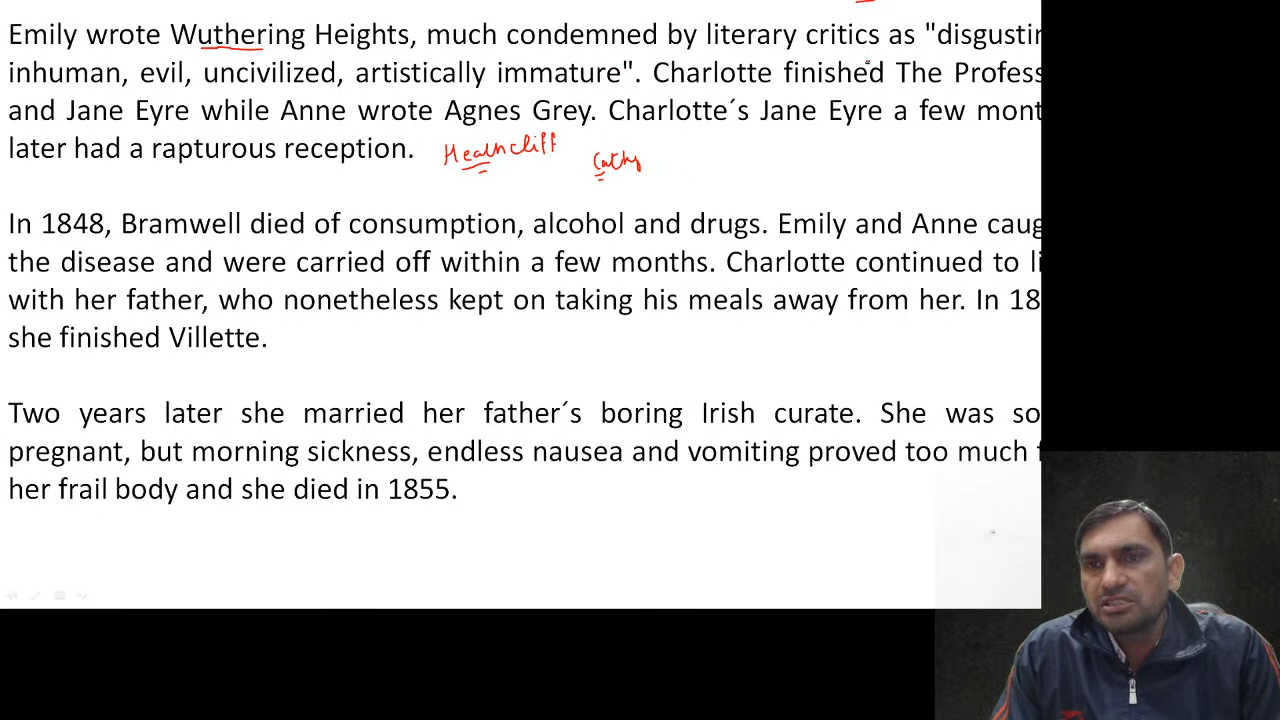 Emily wrote Wuthering Heights, much condemned by literary critics as "disgustin
inhuman, evil, uncivilized, artistically immature". Charlotte finished The Profess
and Jane Eyre while Anne wrote Agnes Grey. Charlotte´s Jane Eyre a few mont
later had a rapturous reception. Heathcliff Cathy
In 1848, Bramwell died of consumption, alcohol and drugs. Emily and Anne caug
the disease and were carried off within a few months. Charlotte continued to li
with her father, who nonetheless kept on taking his meals away from her. In 18
she finished Villette.
Two years later she married her father´s boring Irish curate. She was so
pregnant, but morning sickness, endless nausea and vomiting proved too much f
her frail body and she died in 1855.